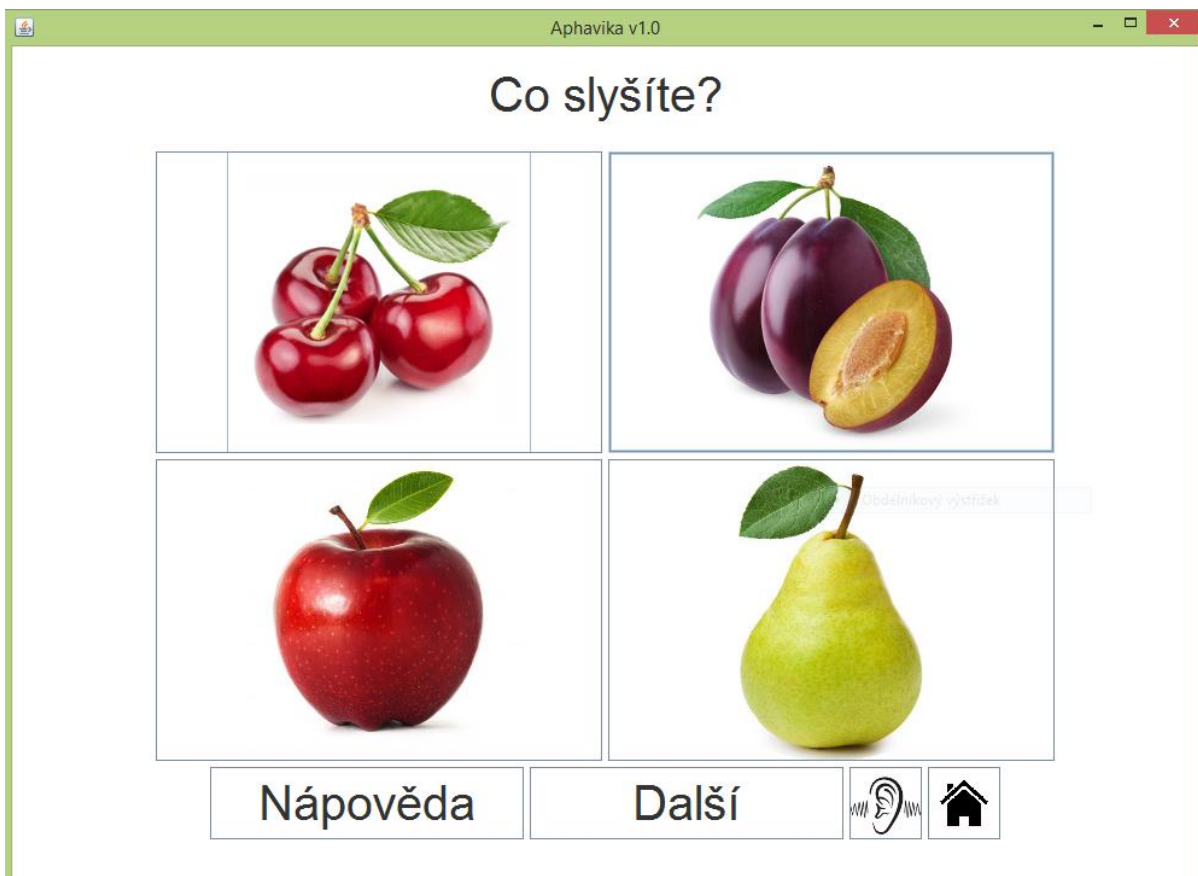 Aphavika v1.0
Co slyšíte?
Obdélníkový výstřižek
Nápověda
Další